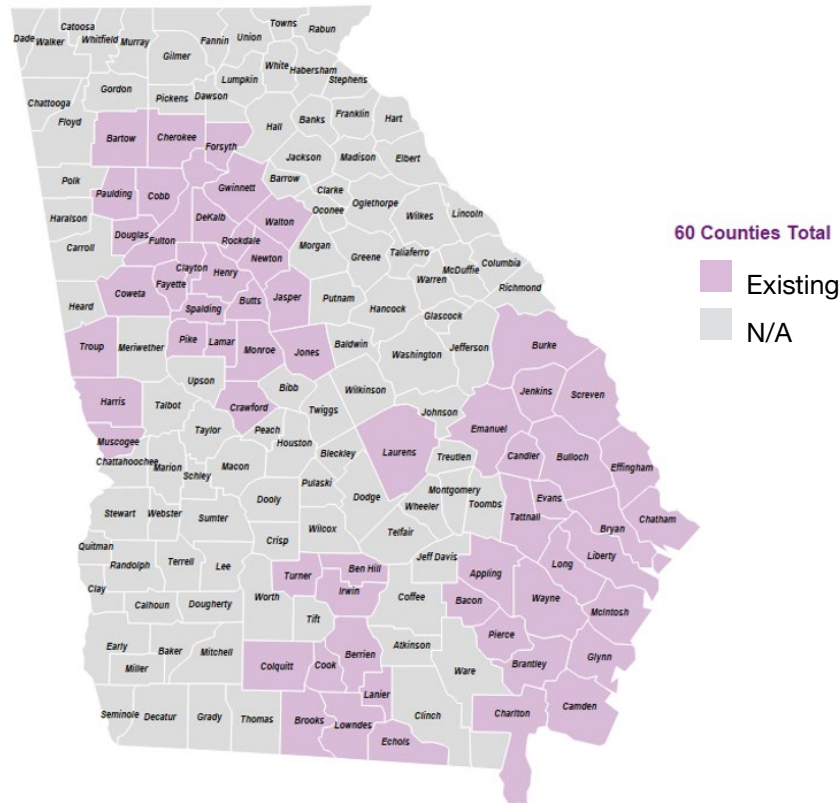 Towns Rabun
Catoosa Fannin Union
Dade Walker Whitfield Murray Gilmer White Habersham
Lumpkin Stephens
Chattooga Gordon Pickens Dawson
Floyd Hall Banks Franklin Hart
Bartow Cherokee Forsyth
Jackson Madison Elbert
Polk Paulding Cobb Gwinnett Barrow Clarke
Haralson DeKalb Walton Oconee Oglethorpe Wilkes Lincoln
Carroll Douglas Fulton Rockdale Newton Morgan Greene Taliaferro McDuffie Columbia
Clayton Henry Warren Richmond
Heard Coweta Fayette Spalding Butts Jasper Putnam Hancock Glascock
Troup Meriwether Pike Lamar Monroe Jones Baldwin Washington Jefferson Burke
Upson Bibb Wilkinson Jenkins Screven
Harris Talbot Crawford Twiggs Johnson Emanuel
Muscogee Taylor Peach Houston Bleckley Laurens Treutlen Candler Bulloch Effingham
Chattahoochee Marion Schley Macon Pulaski Montgomery
Stewart Webster Sumter Dooly Dodge Wheeler Toombs Tattnall Evans Bryan Chatham
Quitman Crisp Wilcox Telfair Long Liberty
Randolph Terrell Lee Turner Ben Hill Jeff Davis Appling
Clay Irwin Coffee Bacon Wayne McIntosh
Calhoun Dougherty Worth Tift
Early Baker Mitchell Berrien Atkinson Pierce Glynn
Miller Colquitt Cook Ware Brantley
Lanier
Seminole Decatur Grady Thomas Brooks Lowndes Clinch Charlton Camden
Echols
60 Counties Total
Existing
N/A